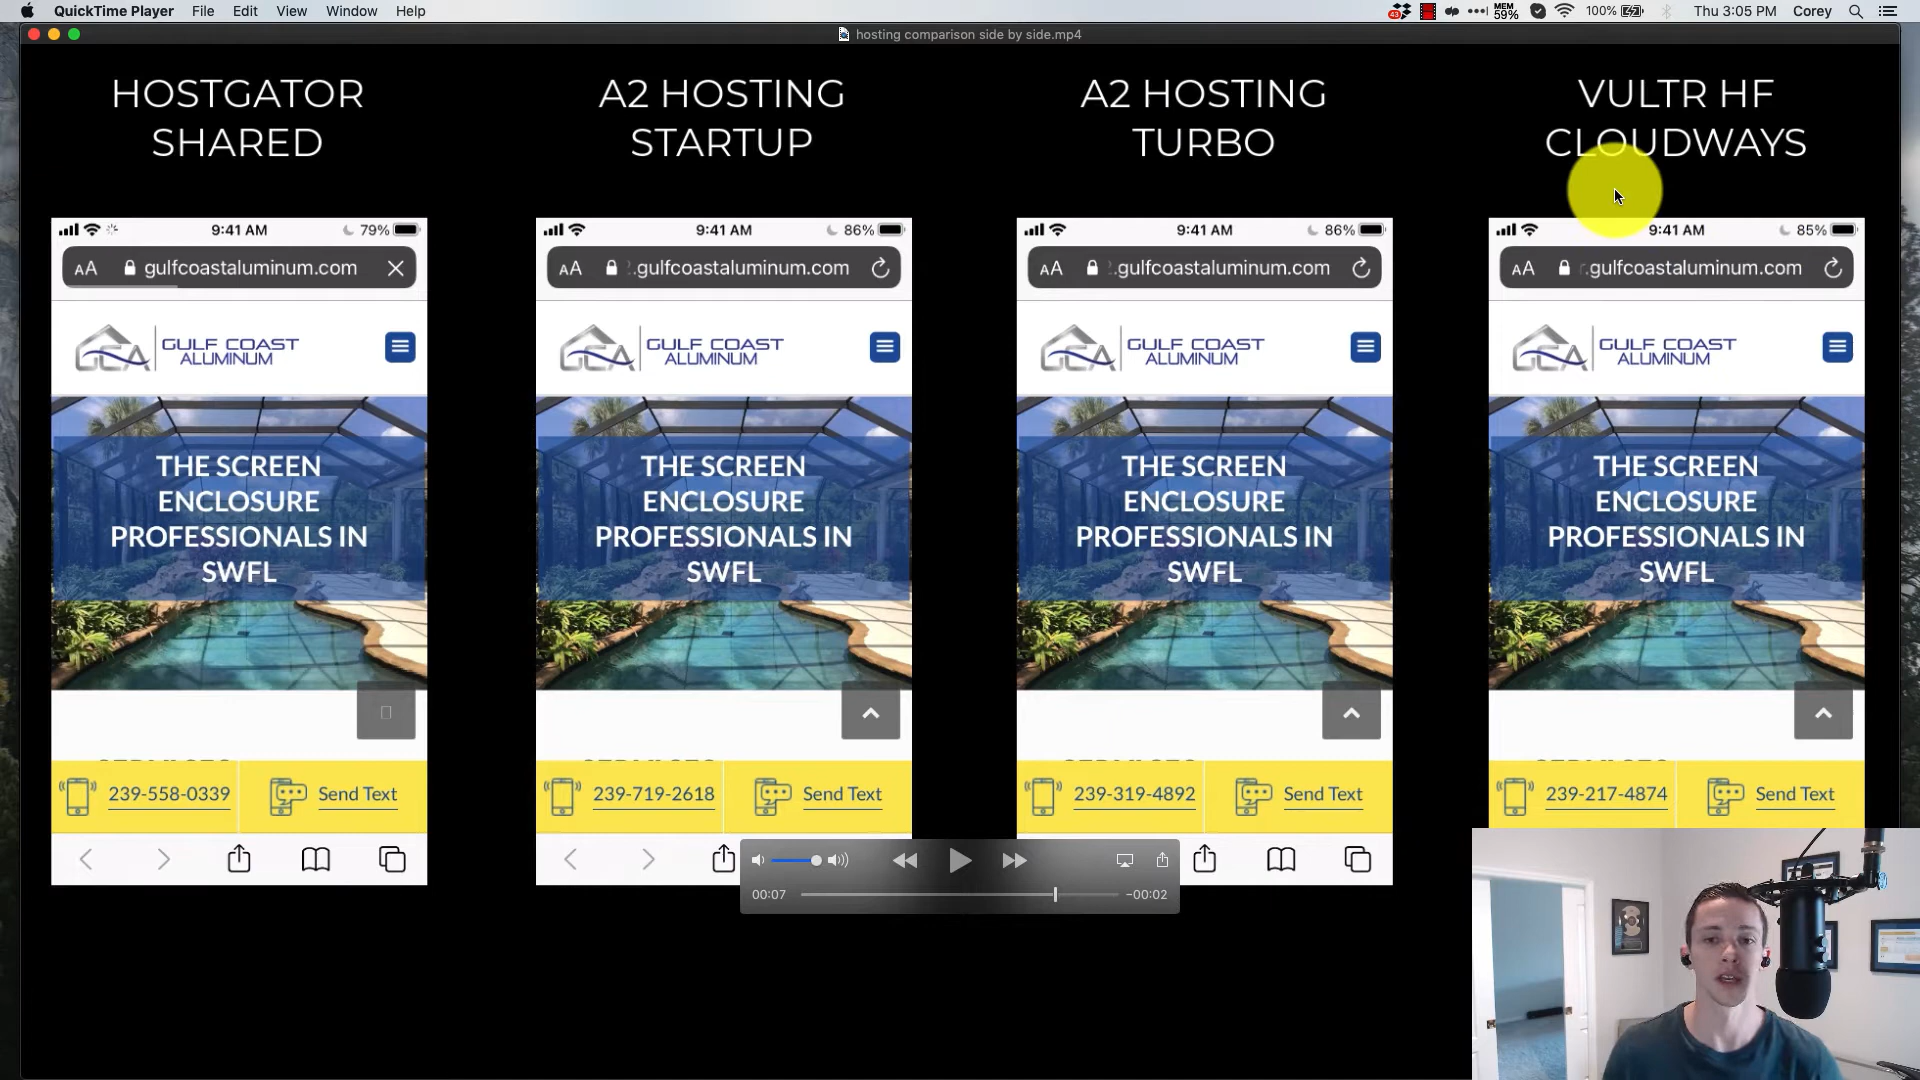 QuickTime Player File Edit View Window Help
43 MEM 59% 100% Thu 3:05 PM Corey
hosting comparison side by side.mp4
HOSTGATOR
SHARED
A2 HOSTING
STARTUP
A2 HOSTING
TURBO
VULTR HF
CLOUDWAYS
9:41 AM 79%
AA gulfcoastaluminum.com
GULF COAST
ALUMINUM
THE SCREEN
ENCLOSURE
PROFESSIONALS IN
SWFL
239-558-0339 Send Text
9:41 AM 86%
AA .gulfcoastaluminum.com
GULF COAST
ALUMINUM
THE SCREEN
ENCLOSURE
PROFESSIONALS IN
SWFL
239-719-2618 Send Text
9:41 AM 86%
AA .gulfcoastaluminum.com
GULF COAST
ALUMINUM
THE SCREEN
ENCLOSURE
PROFESSIONALS IN
SWFL
239-319-4892 Send Text
9:41 AM 85%
AA .gulfcoastaluminum.com
GULF COAST
ALUMINUM
THE SCREEN
ENCLOSURE
PROFESSIONALS IN
SWFL
239-217-4874 Send Text
00:07 -00:02